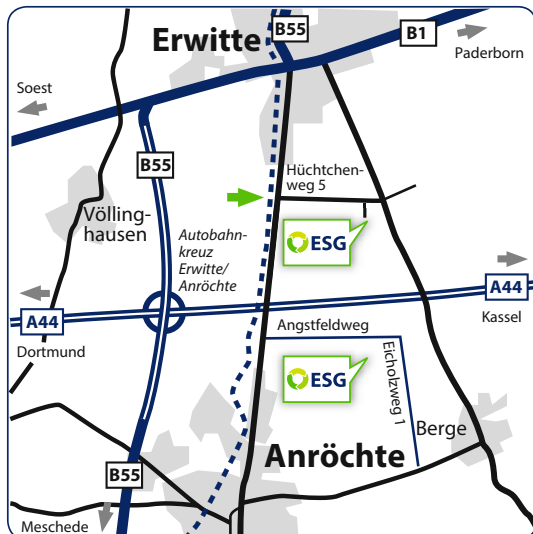 B55
Erwitte
B1
Paderborn
Soest
B55
Hüchtchen-
weg 5
Völling-
hausen
Autobahn-
kreuz
Erwitte/
Anröchte
ESG
A44
A44
Dortmund
Kassel
Angstfeldweg
Eicholzweg 1
ESG
Berge
Anröchte
B55
Meschede